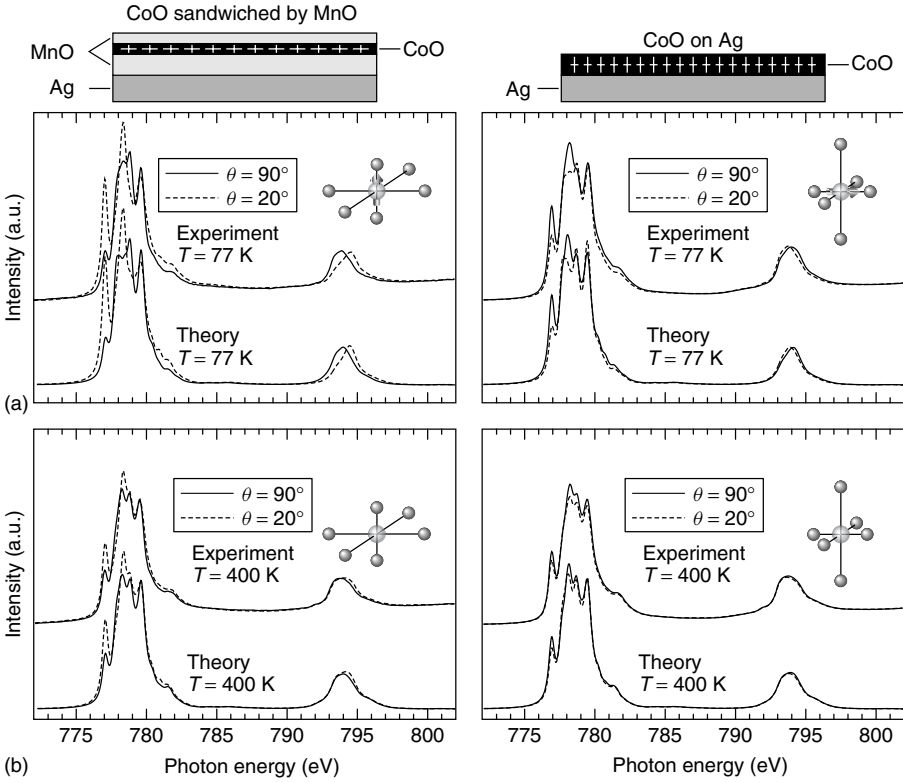 CoO sandwiched by MnO
MnO
CoO
Ag
CoO on Ag
CoO
Ag
Intensity (a.u.)
θ = 90°
θ = 20°
Experiment
T = 77 K
Theory
T = 77 K
θ = 90°
θ = 20°
Experiment
T = 77 K
Theory
T = 77 K
(a)
Intensity (a.u.)
θ = 90°
θ = 20°
Experiment
T = 400 K
Theory
T = 400 K
θ = 90°
θ = 20°
Experiment
T = 400 K
Theory
T = 400 K
775 780 785 790 795 800
775 780 785 790 795 800
(b)
Photon energy (eV)
Photon energy (eV)